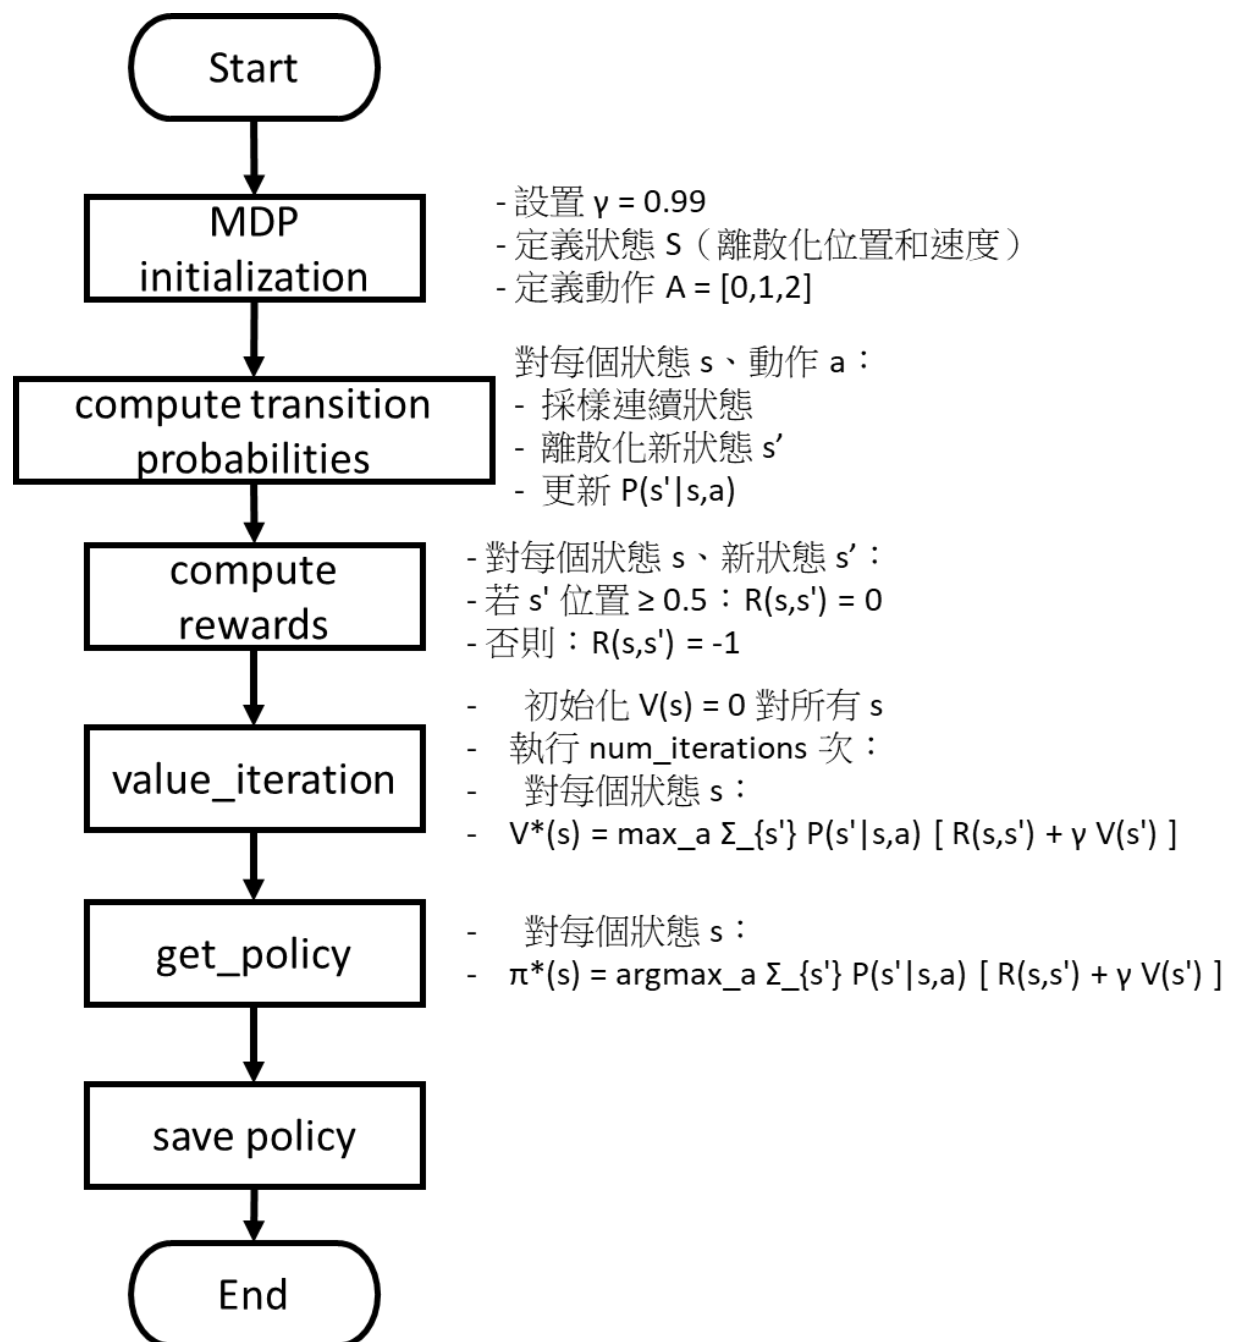 Start
MDP
initialization
- 設置 γ = 0.99
- 定義狀態 S（離散化位置和速度）
- 定義動作 A = [0,1,2]
compute transition
probabilities
對每個狀態 s、動作 a：
- 採樣連續狀態
- 離散化新狀態 s’
- 更新 P(s'|s,a)
compute
rewards
- 對每個狀態 s、新狀態 s’：
- 若 s' 位置 ≥ 0.5：R(s,s') = 0
- 否則：R(s,s') = -1
value_iteration
- 初始化 V(s) = 0 對所有 s
- 執行 num_iterations 次：
- 對每個狀態 s：
- V*(s) = max_a Σ_{s'} P(s'|s,a) [ R(s,s') + γ V(s') ]
get_policy
- 對每個狀態 s：
- π*(s) = argmax_a Σ_{s'} P(s'|s,a) [ R(s,s') + γ V(s') ]
save policy
End